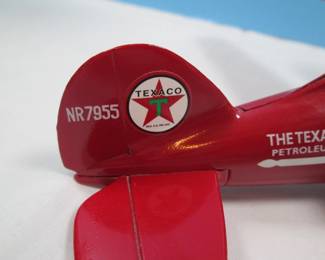 NR7955
TEXACO
T
THE TEXA
PETROLEU